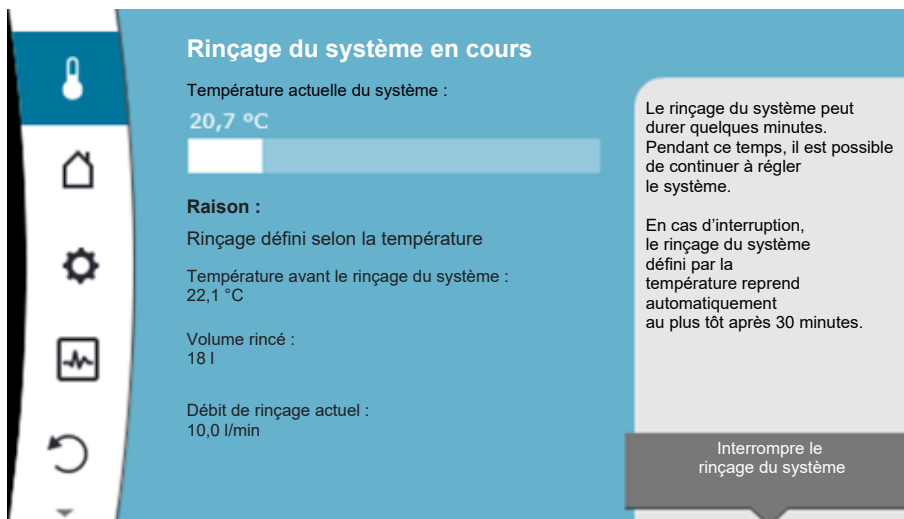 Rinçage du système en cours
Température actuelle du système :
20,7 ºC
Raison :
Rinçage défini selon la température
Température avant le rinçage du système :
22,1 °C
Volume rincé :
18 l
Débit de rinçage actuel :
10,0 l/min
Le rinçage du système peut
durer quelques minutes.
Pendant ce temps, il est possible
de continuer à régler
le système.
En cas d’interruption,
le rinçage du système
défini par la
température reprend
automatiquement
au plus tôt après 30 minutes.
Interrompre le
rinçage du système